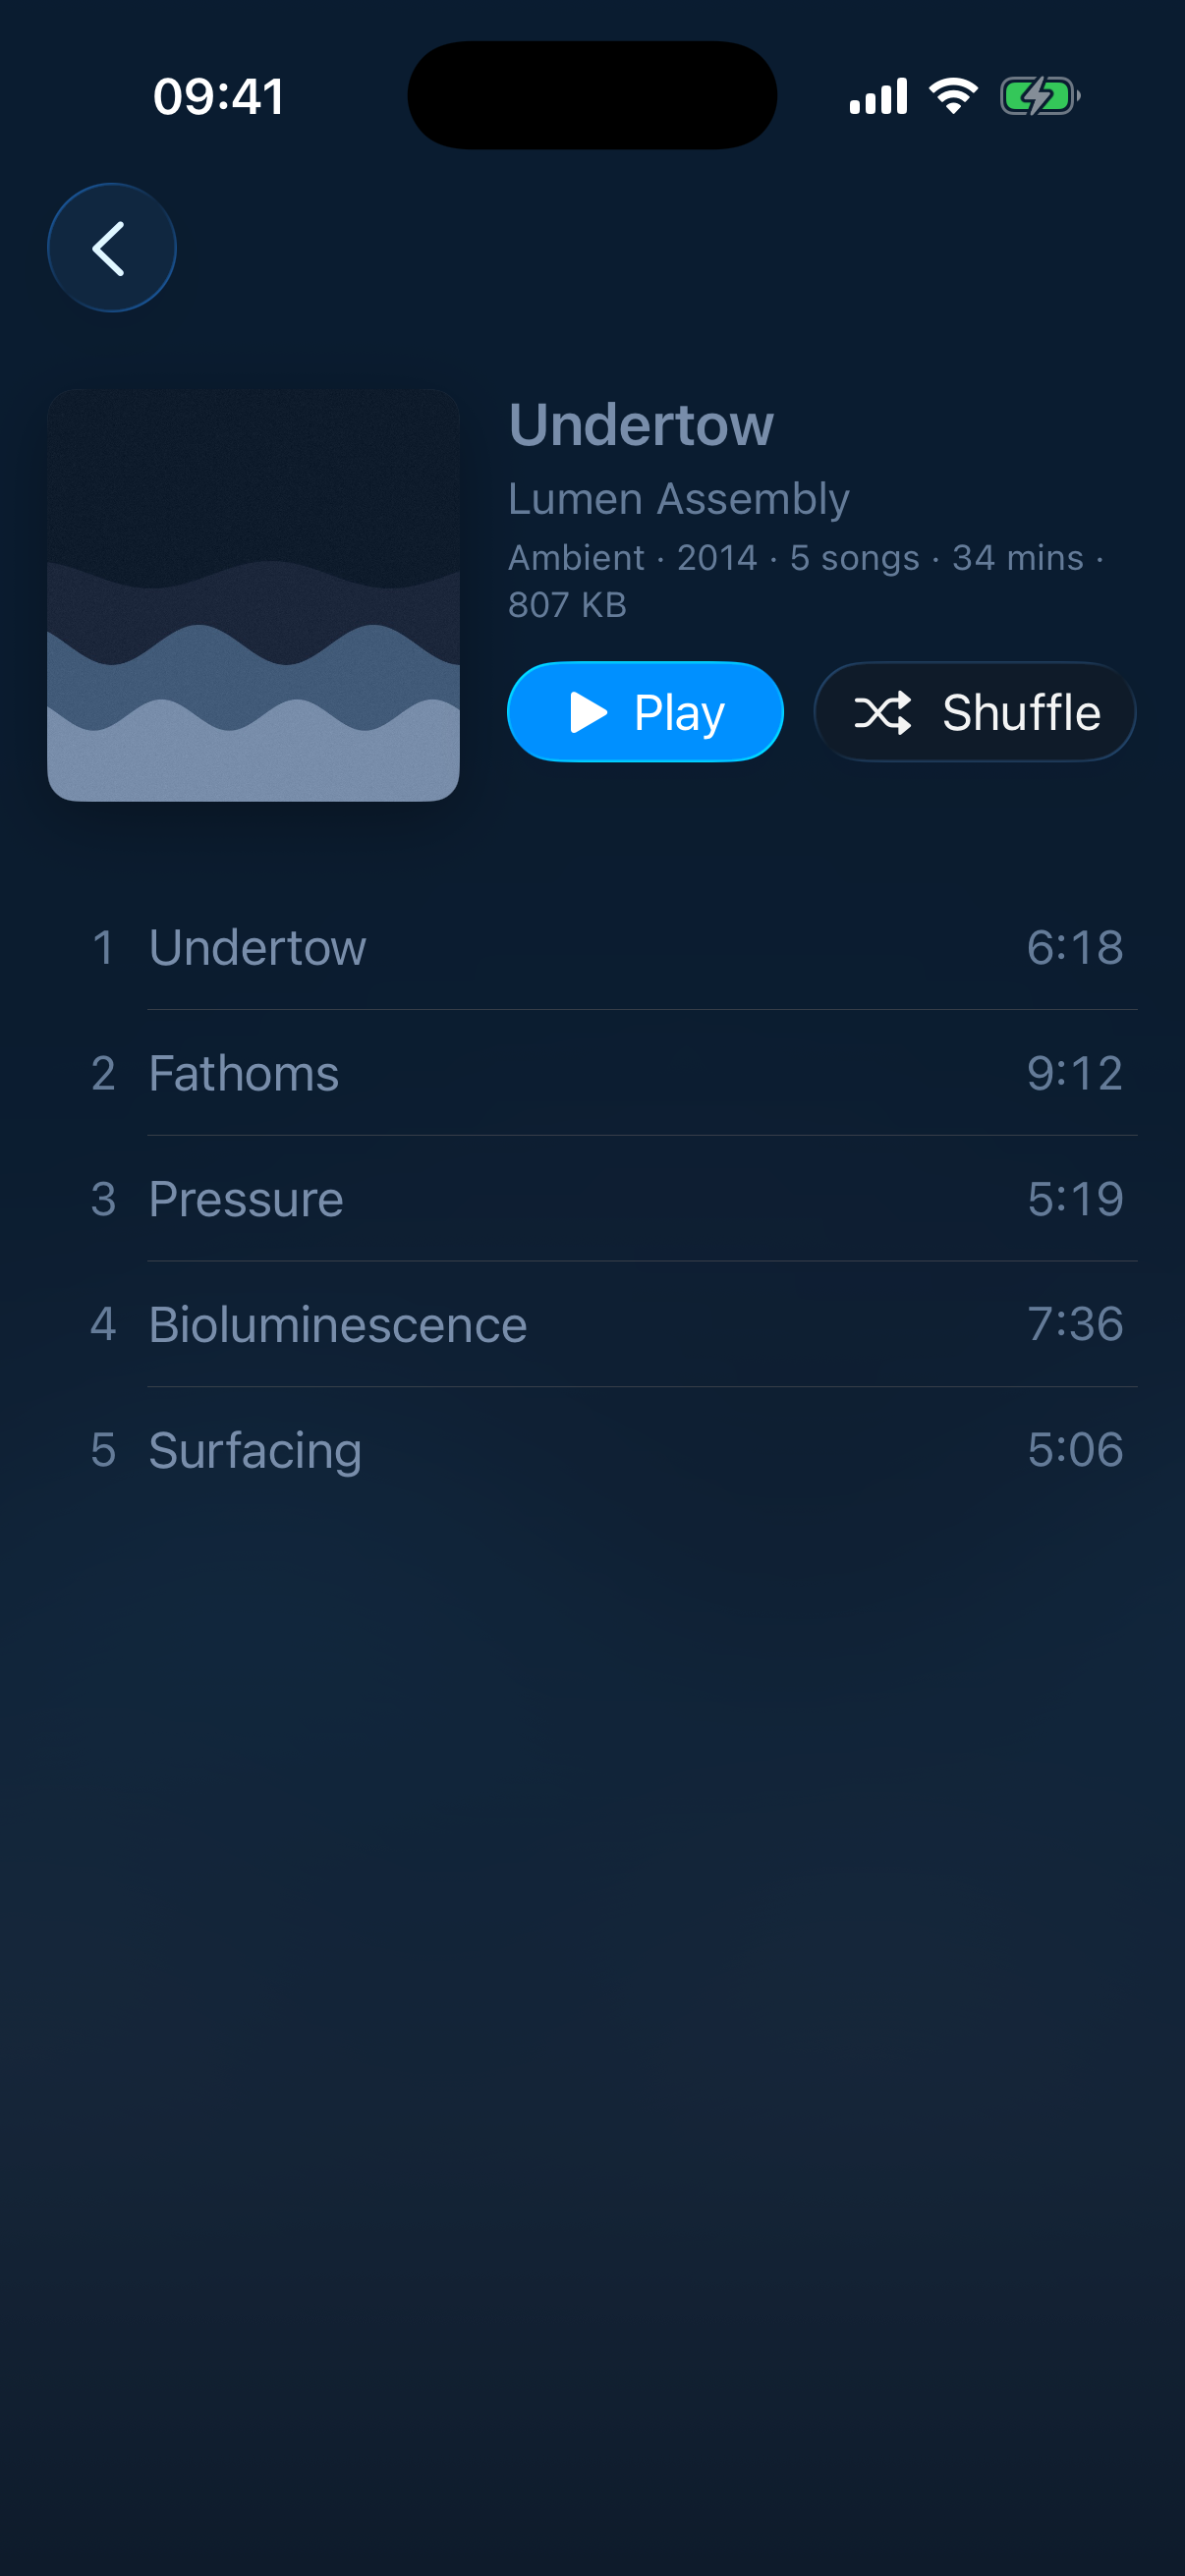 09:41
Undertow
Lumen Assembly
Ambient · 2014 · 5 songs · 34 mins ·
807 KB
Play Shuffle
1 Undertow 6:18
2 Fathoms 9:12
3 Pressure 5:19
4 Bioluminescence 7:36
5 Surfacing 5:06